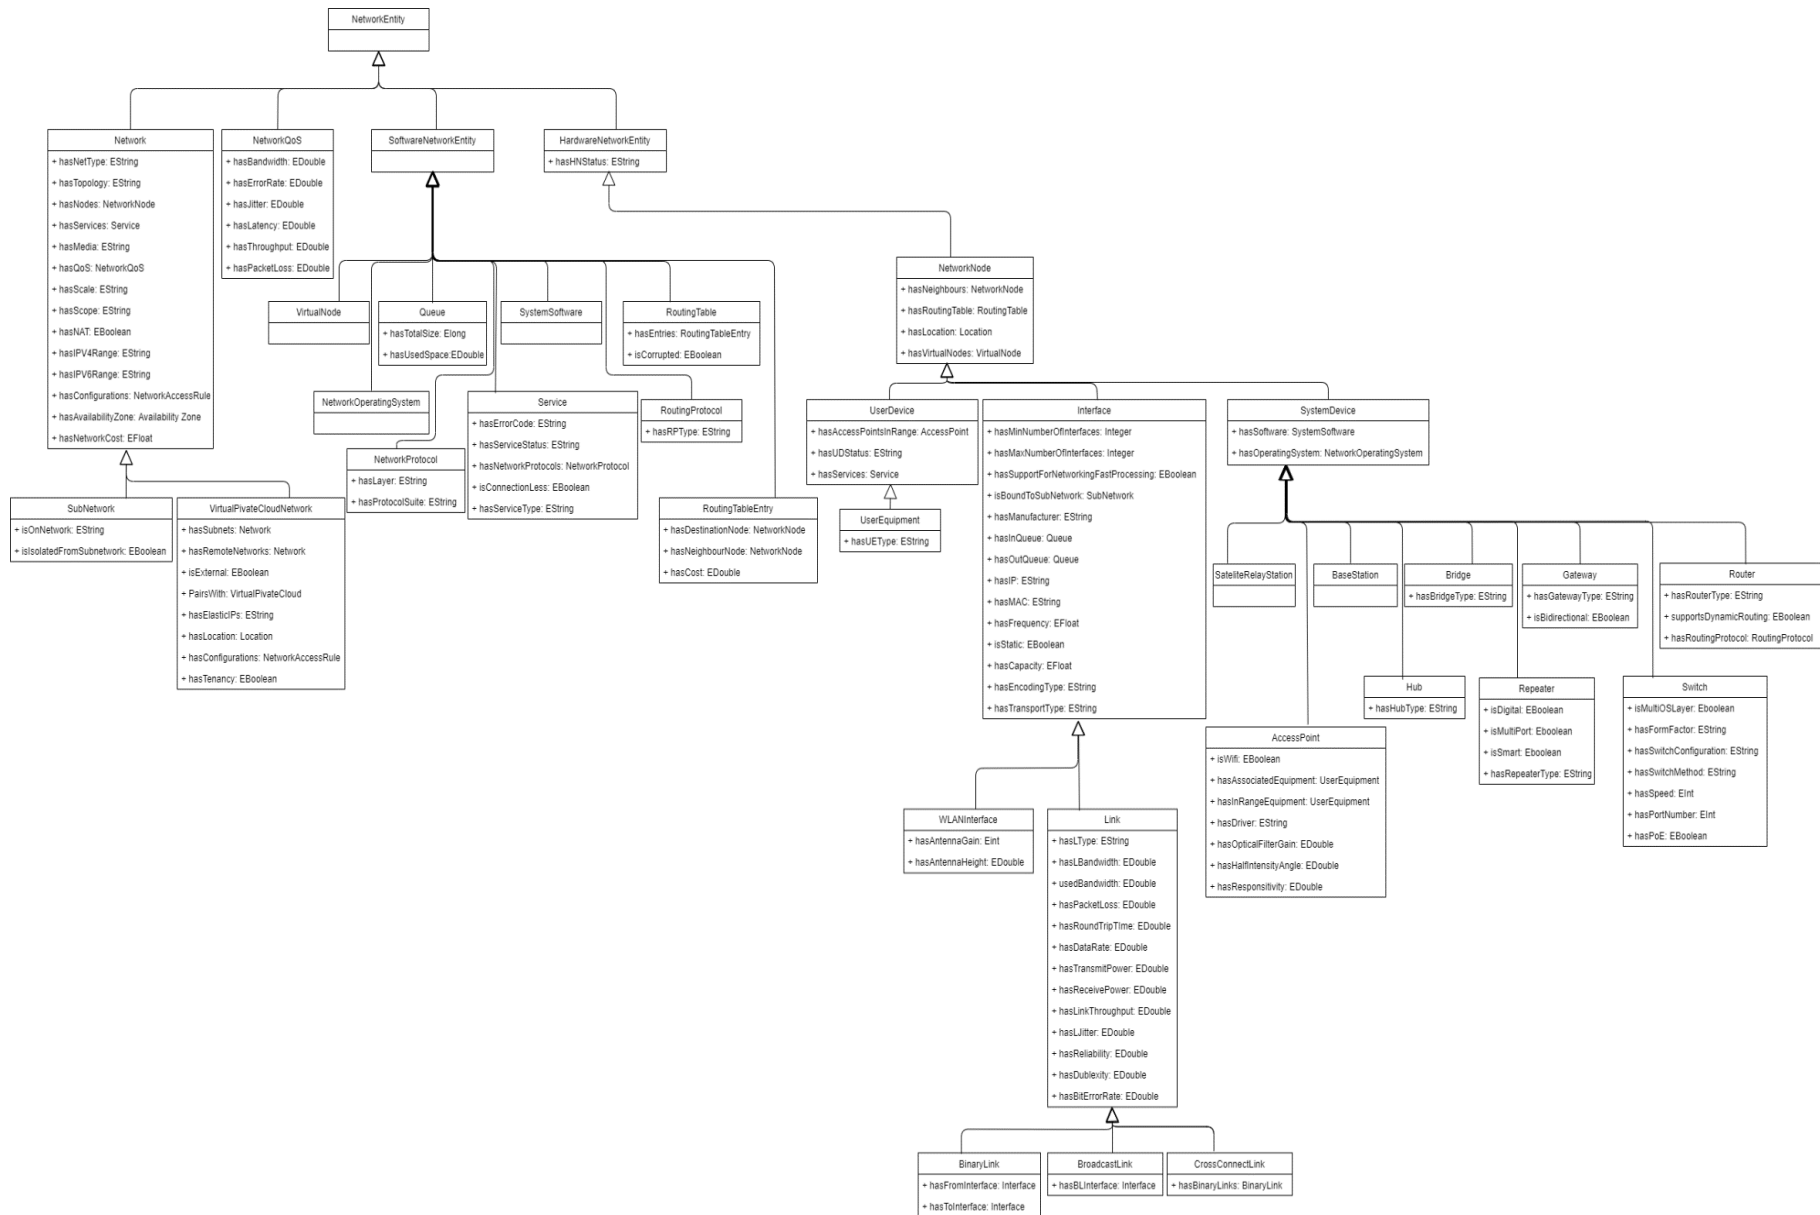 NetworkEntity
Network
+ hasNetType: EString
+ hasTopology: EString
+ hasNodes: NetworkNode
+ hasServices: Service
+ hasMedia: EString
+ hasQoS: NetworkQoS
+ hasScale: EString
+ hasScope: EString
+ hasNAT: EBoolean
+ hasIPV4Range: EString
+ hasIPV6Range: EString
+ hasConfigurations: NetworkAccessRule
+ hasAvailabilityZone: Availability Zone
+ hasNetworkCost: EFloat
NetworkQoS
+ hasBandwidth: EDouble
+ hasErrorRate: EDouble
+ hasJitter: EDouble
+ hasLatency: EDouble
+ hasThroughput: EDouble
+ hasPacketLoss: EDouble
SoftwareNetworkEntity
HardwareNetworkEntity
+ hasHNStatus: EString
VirtualNode
Queue
+ hasTotalSize: Elong
+ hasUsedSpace:EDouble
SystemSoftware
RoutingTable
+ hasEntries: RoutingTableEntry
+ isCorrupted: EBoolean
NetworkNode
+ hasNeighbours: NetworkNode
+ hasRoutingTable: RoutingTable
+ hasLocation: Location
+ hasVirtualNodes: VirtualNode
NetworkOperatingSystem
NetworkProtocol
+ hasLayer: EString
+ hasProtocolSuite: EString
Service
+ hasErrorCode: EString
+ hasServiceStatus: EString
+ hasNetworkProtocols: NetworkProtocol
+ isConnectionLess: EBoolean
+ hasServiceType: EString
RoutingProtocol
+ hasRPType: EString
RoutingTableEntry
+ hasDestinationNode: NetworkNode
+ hasNeighbourNode: NetworkNode
+ hasCost: EDouble
SubNetwork
+ isOnNetwork: EString
+ isIsolatedFromSubnetwork: EBoolean
VirtualPivateCloudNetwork
+ hasSubnets: Network
+ hasRemoteNetworks: Network
+ isExternal: EBoolean
+ PairsWith: VirtualPivateCloud
+ hasElasticIPs: EString
+ hasLocation: Location
+ hasConfigurations: NetworkAccessRule
+ hasTenancy: EBoolean
UserDevice
+ hasAccessPointsInRange: AccessPoint
+ hasUDStatus: EString
+ hasServices: Service
UserEquipment
+ hasUEType: EString
Interface
+ hasMinNumberOfInterfaces: Integer
+ hasMaxNumberOfInterfaces: Integer
+ hasSupportForNetworkingFastProcessing: EBoolean
+ isBoundToSubNetwork: SubNetwork
+ hasManufacturer: EString
+ hasInQueue: Queue
+ hasOutQueue: Queue
+ hasIP: EString
+ hasMAC: EString
+ hasFrequency: EFloat
+ isStatic: EBoolean
+ hasCapacity: EFloat
+ hasEncodingType: EString
+ hasTransportType: EString
SystemDevice
+ hasSoftware: SystemSoftware
+ hasOperatingSystem: NetworkOperatingSystem
SateliteRelayStation
BaseStation
Bridge
+ hasBridgeType: EString
Gateway
+ hasGatewayType: EString
+ isBidirectional: EBoolean
Router
+ hasRouterType: EString
+ supportsDynamicRouting: EBoolean
+ hasRoutingProtocol: RoutingProtocol
Hub
+ hasHubType: EString
Repeater
+ isDigital: EBoolean
+ isMultiPort: Eboolean
+ isSmart: Eboolean
+ hasRepeaterType: EString
Switch
+ isMultiOSLayer: Eboolean
+ hasFormFactor: EString
+ hasSwitchConfiguration: EString
+ hasSwitchMethod: EString
+ hasSpeed: EInt
+ hasPortNumber: EInt
+ hasPoE: EBoolean
AccessPoint
+ isWifi: EBoolean
+ hasAssociatedEquipment: UserEquipment
+ hasInRangeEquipment: UserEquipment
+ hasDriver: EString
+ hasOpticalFilterGain: EDouble
+ hasHalfIntensityAngle: EDouble
+ hasResponsitivity: EDouble
WLANInterface
+ hasAntennaGain: Eint
+ hasAntennaHeight: EDouble
Link
+ hasLType: EString
+ hasLBandwidth: EDouble
+ usedBandwidth: EDouble
+ hasPacketLoss: EDouble
+ hasRoundTripTIme: EDouble
+ hasDataRate: EDouble
+ hasTransmitPower: EDouble
+ hasReceivePower: EDouble
+ hasLinkThroughput: EDouble
+ hasLJitter: EDouble
+ hasReliability: EDouble
+ hasDublexity: EDouble
+ hasBitErrorRate: EDouble
BinaryLink
+ hasFromInterface: Interface
+ hasToInterface: Interface
BroadcastLink
+ hasBLInterface: Interface
CrossConnectLink
+ hasBinaryLinks: BinaryLink